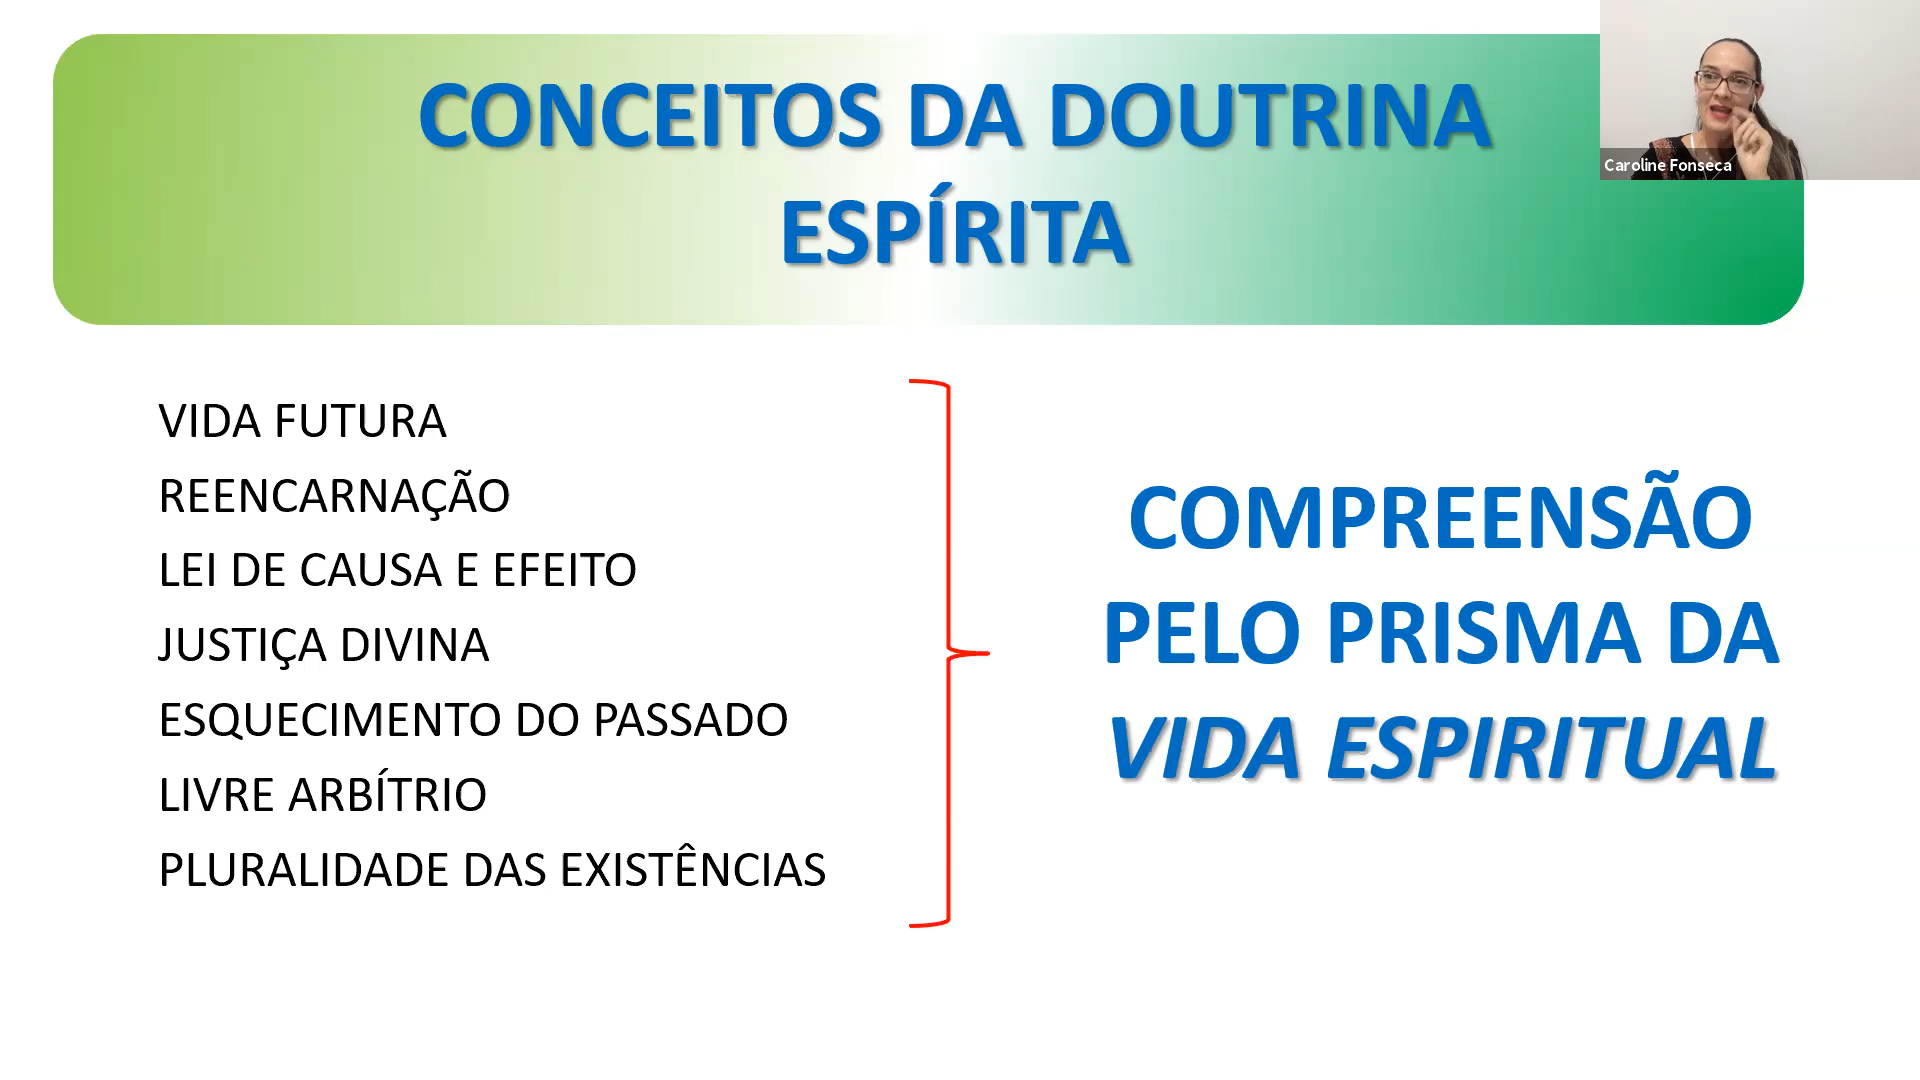 CONCEITOS DA DOUTRINA
ESPÍRITA
Caroline Fonseca
VIDA FUTURA
REENCARNAÇÃO
LEI DE CAUSA E EFEITO
JUSTIÇA DIVINA
ESQUECIMENTO DO PASSADO
LIVRE ARBÍTRIO
PLURALIDADE DAS EXISTÊNCIAS
COMPREENSÃO
PELO PRISMA DA
VIDA ESPIRITUAL